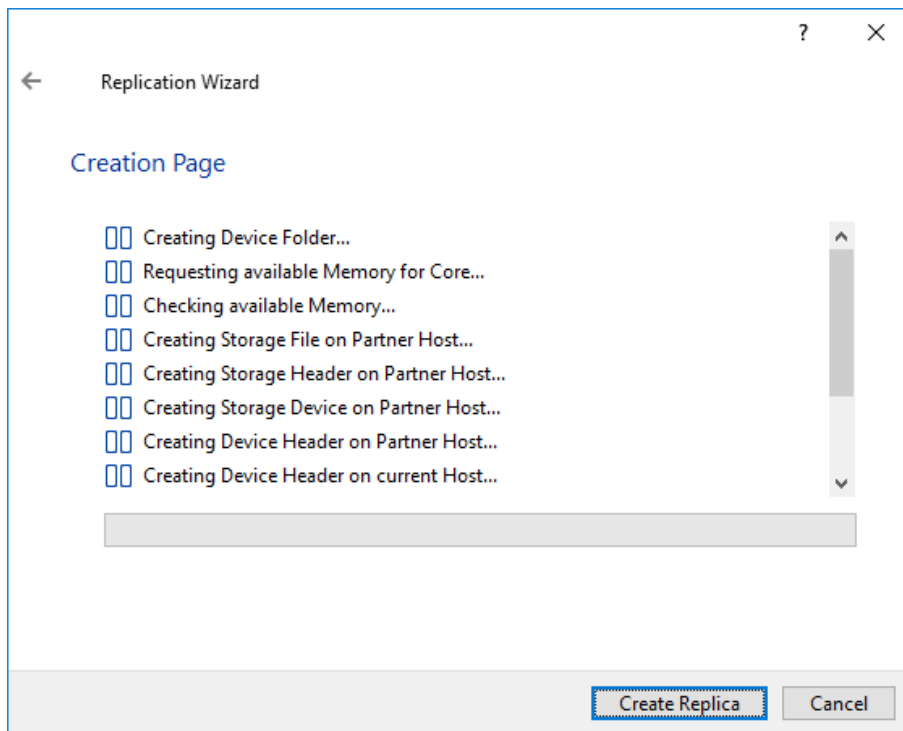 ?
Replication Wizard
Creation Page
Creating Device Folder...
Requesting available Memory for Core...
Checking available Memory...
Creating Storage File on Partner Host...
Creating Storage Header on Partner Host...
Creating Storage Device on Partner Host...
Creating Device Header on Partner Host...
Creating Device Header on current Host...
Create Replica
Cancel